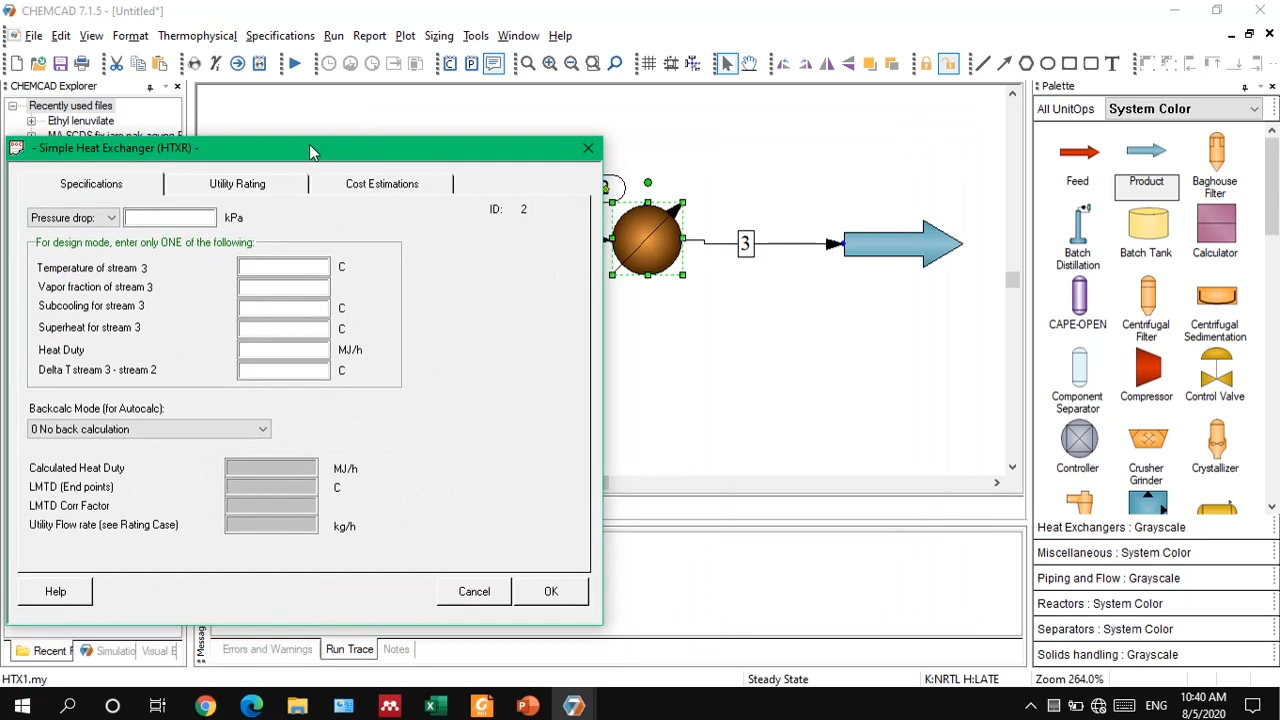 CHEMCAD 7.1.5 - [Untitled*]
File Edit View Format Thermophysical Specifications Run Report Plot Sizing Tools Window Help
CHEMCAD Explorer
Recently used files
Ethyl lenuvilate
- Simple Heat Exchanger (HTXR) -
Specifications Utility Rating Cost Estimations
Pressure drop: kPa
ID: 2
For design mode, enter only ONE of the following:
Temperature of stream 3 C
Vapor fraction of stream 3
Subcooling for stream 3 C
Superheat for stream 3 C
Heat Duty MJ/h
Delta T stream 3 - stream 2 C
Backcalc Mode (for Autocalc):
0 No back calculation
Calculated Heat Duty MJ/h
LMTD (End points) C
LMTD Corr Factor
Utility Flow rate (see Rating Case) kg/h
Help Cancel OK
3
Palette
All UnitOps System Color
Feed Product Baghouse Filter
Batch Distillation Batch Tank Calculator
CAPE-OPEN Centrifugal Filter Centrifugal Sedimentation
Component Separator Compressor Control Valve
Controller Crusher Grinder Crystallizer
Heat Exchangers : Grayscale
Miscellaneous : System Color
Piping and Flow : Grayscale
Reactors : System Color
Separators : System Color
Solids handling : Grayscale
Recent Simulatio Visual E
Errors and Warnings Run Trace Notes
HTX1.my Steady State K:NRTL H:LATE Zoom 264.0%
ENG
10:40 AM
8/5/2020